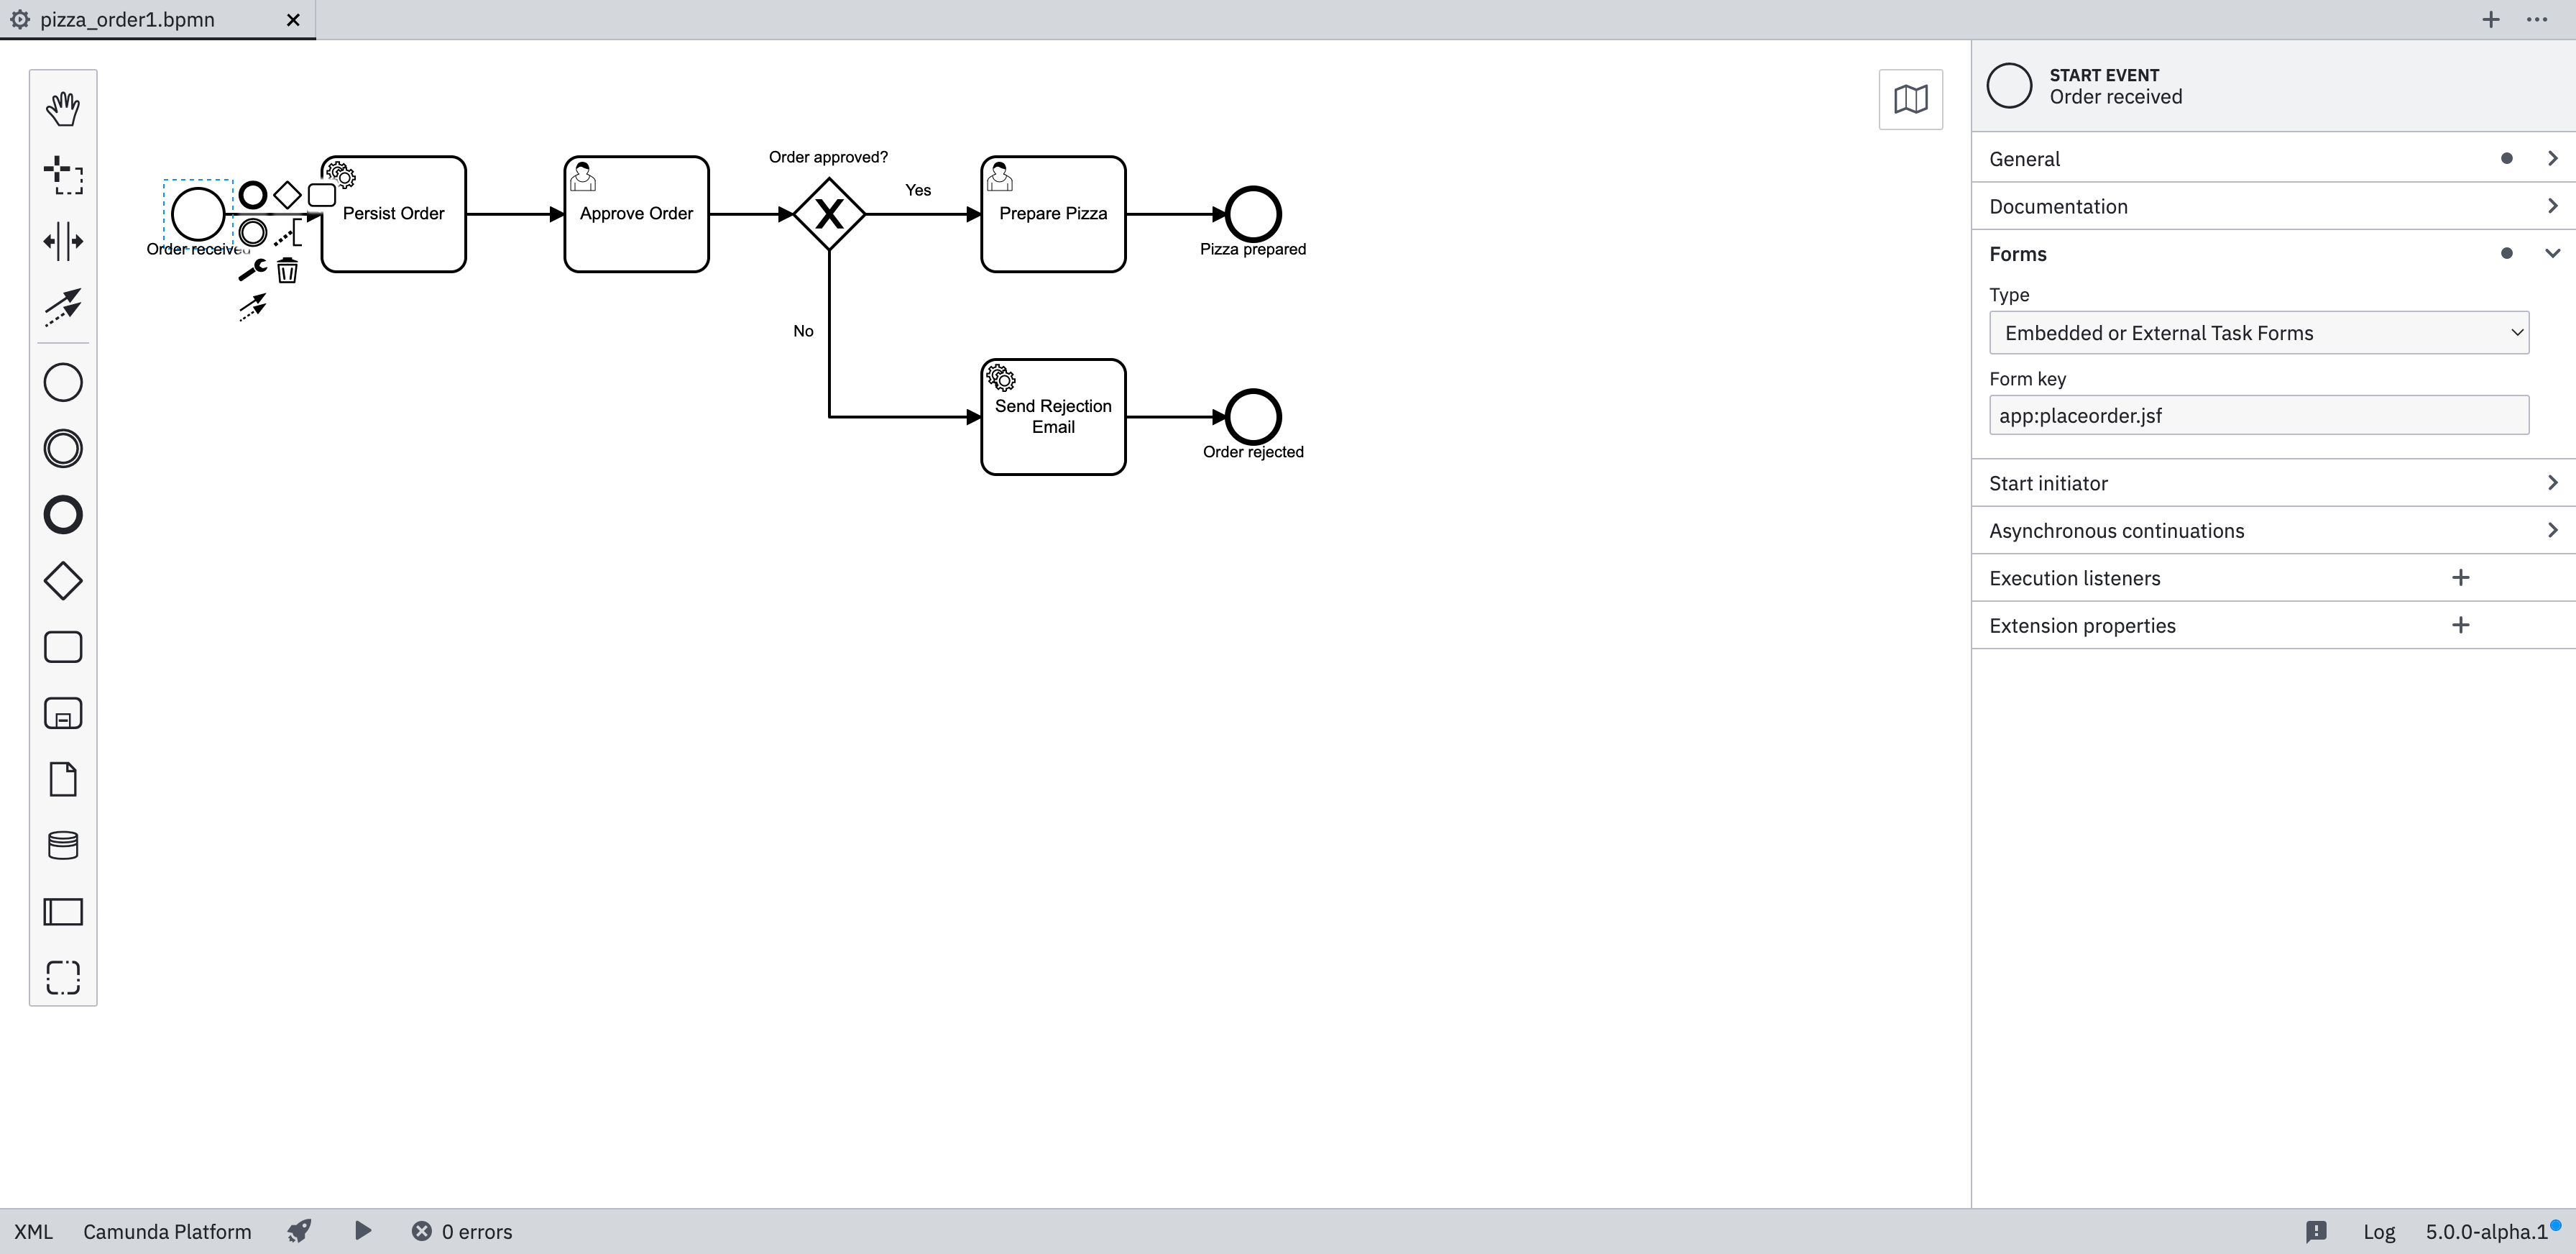 pizza_order1.bpmn
Order received
Persist Order
Approve Order
Order approved?
Yes
No
Prepare Pizza
Pizza prepared
Send Rejection
Email
Order rejected
START EVENT
Order received
General
Documentation
Forms
Type
Embedded or External Task Forms
Form key
app:placeorder.jsf
Start initiator
Asynchronous continuations
Execution listeners
Extension properties
XML
Camunda Platform
0 errors
Log
5.0.0-alpha.1